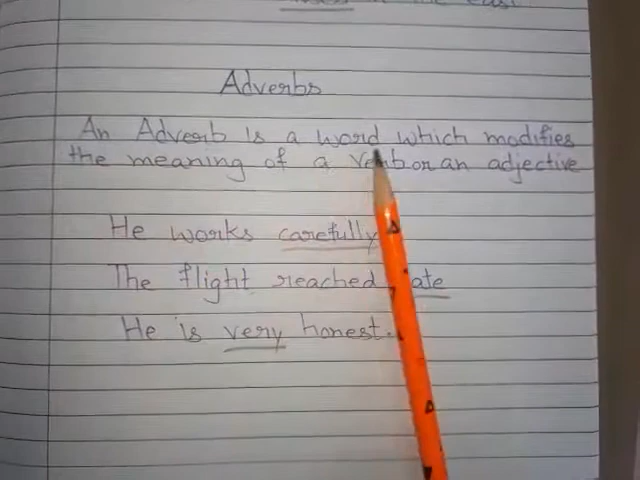 Adverbs
An Adverb is a word which modifies
the meaning of a verb or an adjective
He works carefully
The flight reached late
He is very honest.